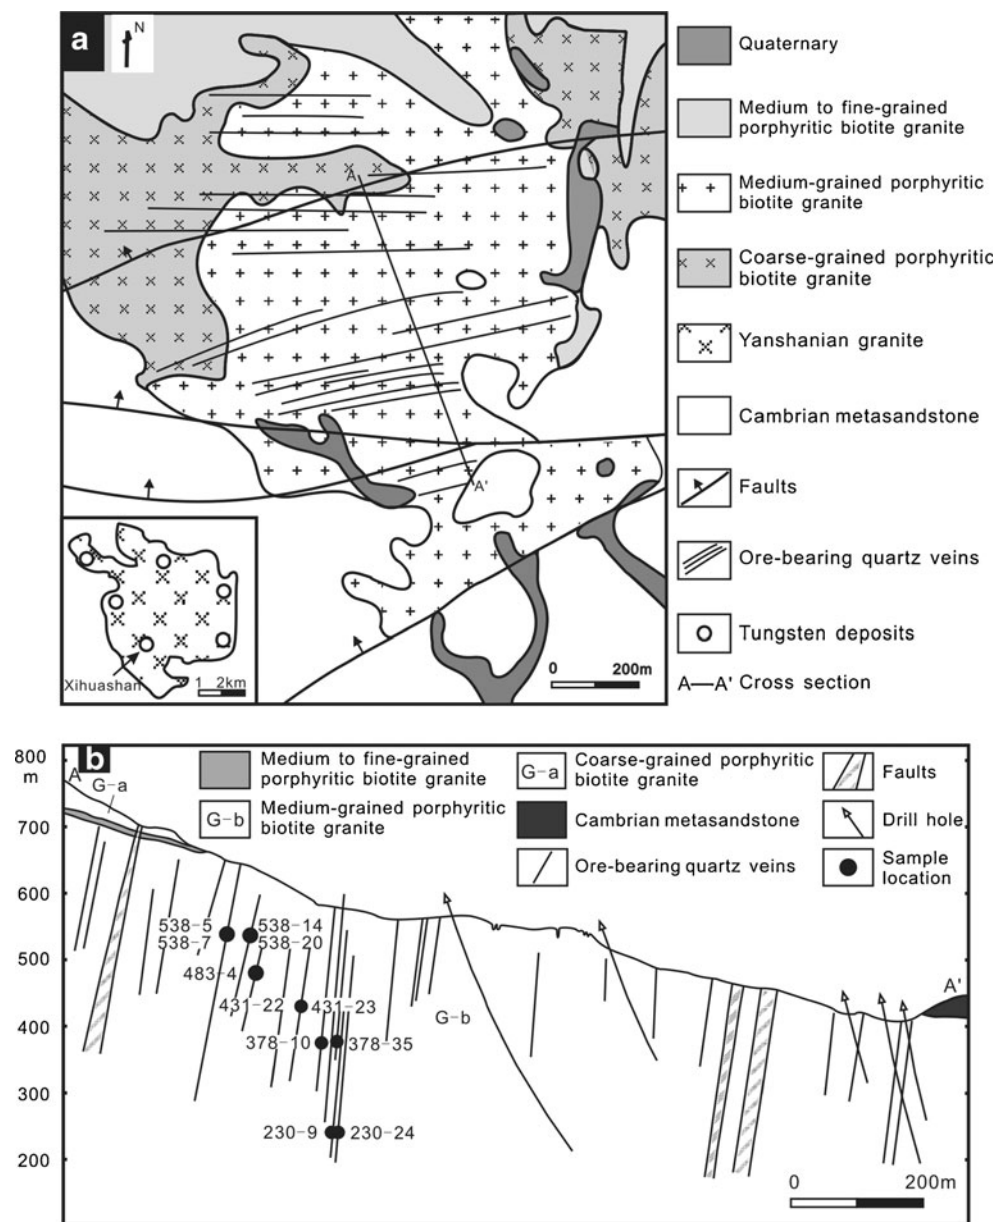 a
N
A
A'
Xihuashan
1 2km
0 200m
Quaternary
Medium to fine-grained
porphyritic biotite granite
Medium-grained porphyritic
biotite granite
Coarse-grained porphyritic
biotite granite
Yanshanian granite
Cambrian metasandstone
Faults
Ore-bearing quartz veins
Tungsten deposits
A—A' Cross section
b
800
m
700
600
500
400
300
200
A
G-a
Medium to fine-grained
porphyritic biotite granite
G-b Medium-grained porphyritic
biotite granite
G-a Coarse-grained porphyritic
biotite granite
Cambrian metasandstone
Ore-bearing quartz veins
Faults
Drill hole
Sample
location
538-5 538-14
538-7 538-20
483-4
431-22 431-23
378-10 378-35
230-9 230-24
G-b
A'
0 200m